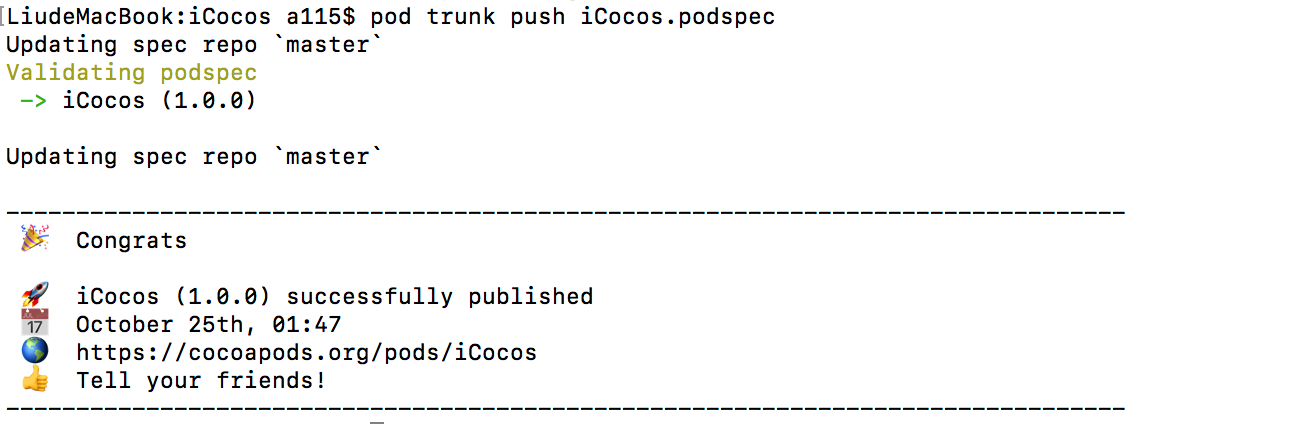 [LiudeMacBook:iCocos a115$ pod trunk push iCocos.podspec
Updating spec repo `master`
Validating podspec
-> iCocos (1.0.0)
Updating spec repo `master`
--------------------------------------------------------------------------------
🎉 Congrats
🚀 iCocos (1.0.0) successfully published
📅 October 25th, 01:47
🌎 https://cocoapods.org/pods/iCocos
👍 Tell your friends!
--------------------------------------------------------------------------------